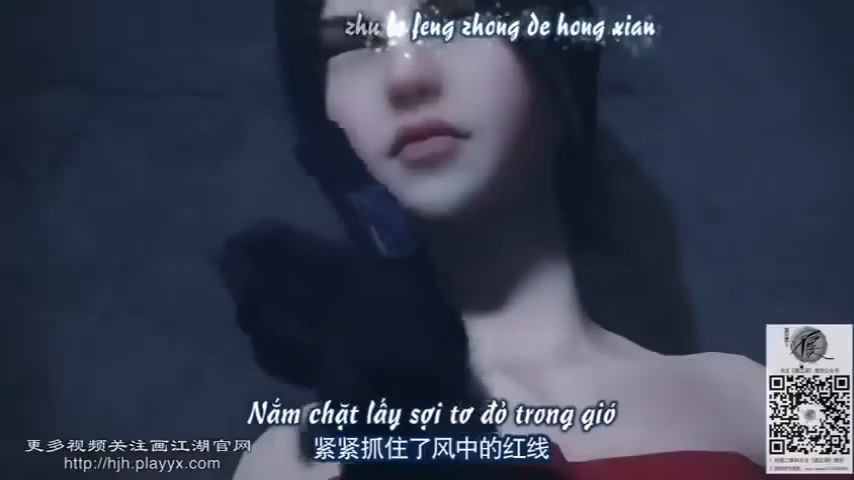 zhu le feng zhong de hong xian
Nắm chặt lấy sợi tơ đỏ trong gió
紧紧抓住了风中的红线
更多视频关注画江湖官网
http://hjh.playyx.com